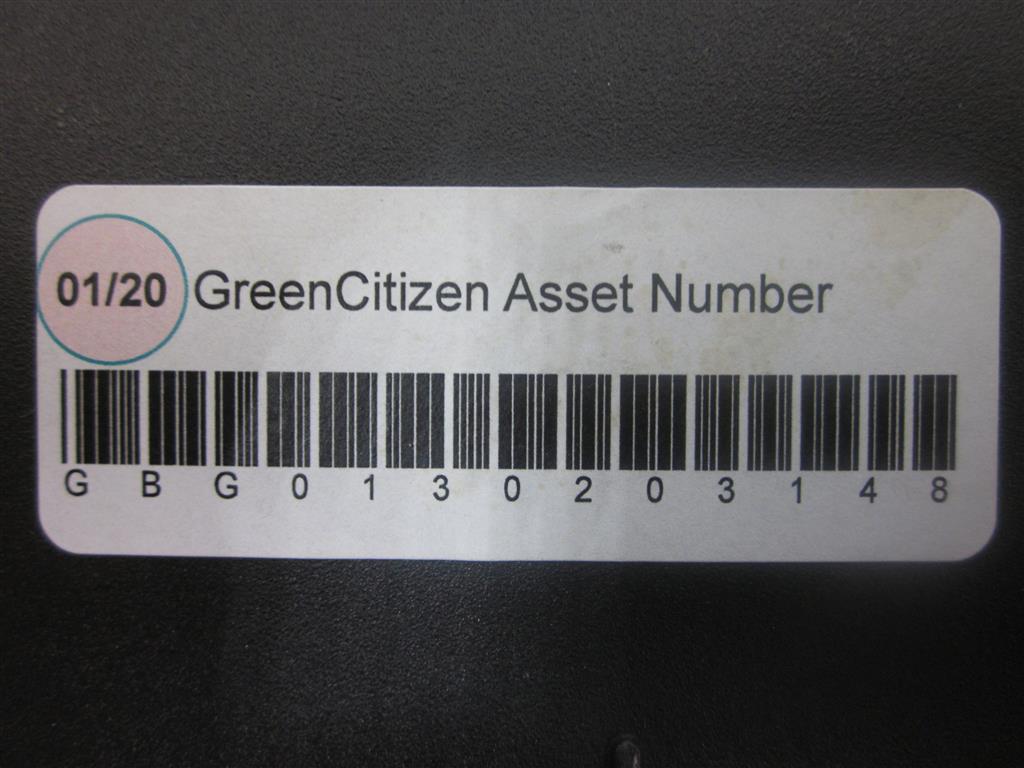 01/20 GreenCitizen Asset Number
G B G 0 1 3 0 2 0 3 1 4 8